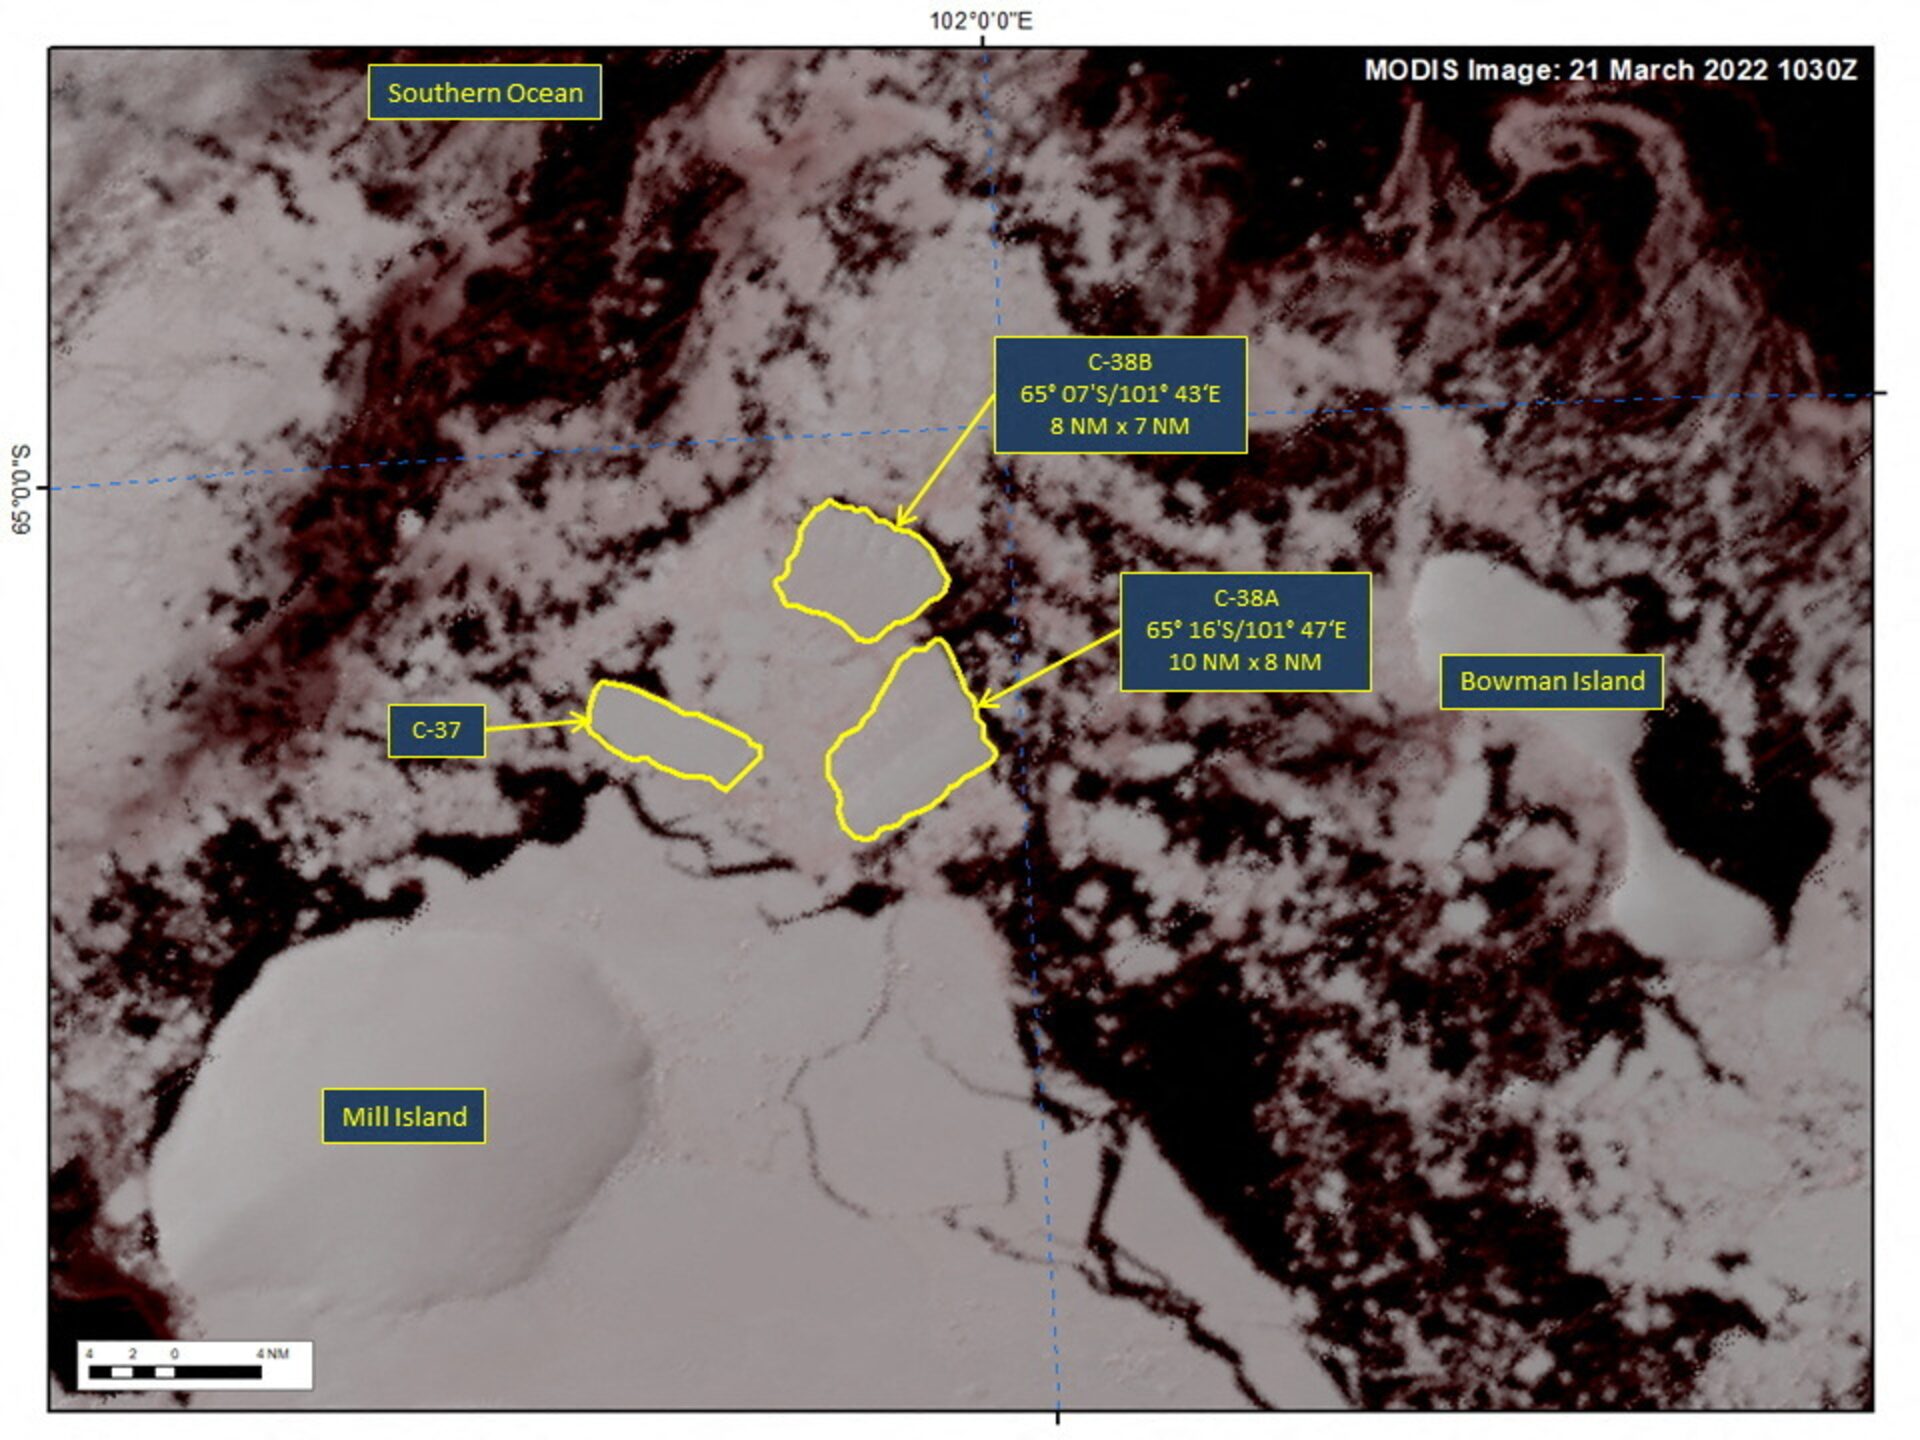 102°0'0"E
MODIS Image: 21 March 2022 1030Z
Southern Ocean
C-38B
65° 07'S/101° 43‘E
8 NM x 7 NM
65°0'0"S
C-38A
65° 16'S/101° 47‘E
10 NM x 8 NM
Bowman Island
C-37
Mill Island
4 2 0 4 NM